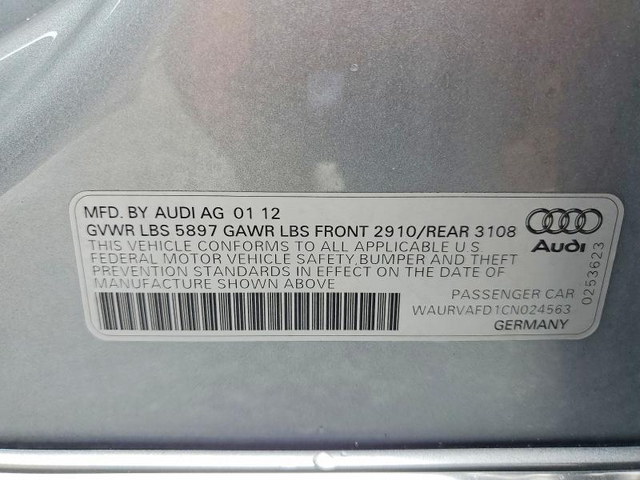 MFD. BY AUDI AG 01 12
GVWR LBS 5897 GAWR LBS FRONT 2910/REAR 3108
THIS VEHICLE CONFORMS TO ALL APPLICABLE U.S.
FEDERAL MOTOR VEHICLE SAFETY, BUMPER AND THEFT
PREVENTION STANDARDS IN EFFECT ON THE DATE OF
MANUFACTURE SHOWN ABOVE
Audi
0253623
PASSENGER CAR
WAURVAFD1CN024563
GERMANY